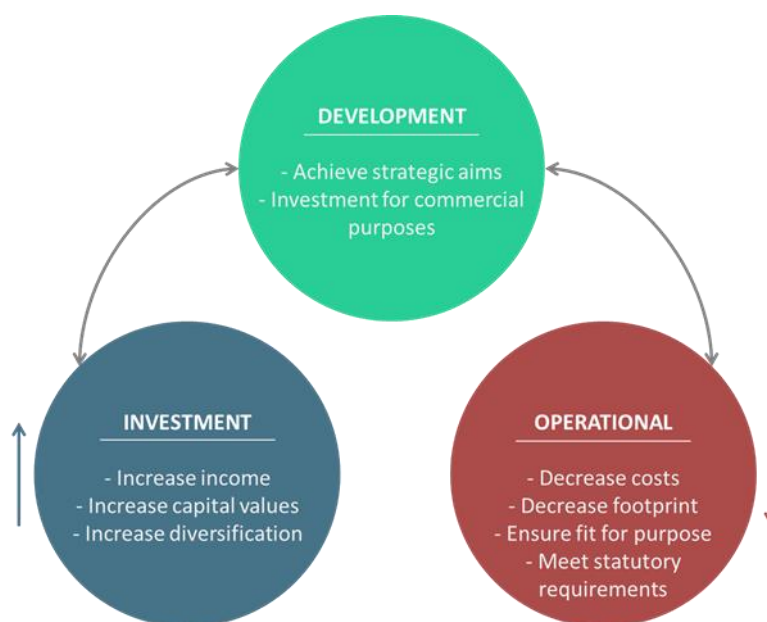 DEVELOPMENT
- Achieve strategic aims
- Investment for commercial
purposes
INVESTMENT
- Increase income
- Increase capital values
- Increase diversification
OPERATIONAL
- Decrease costs
- Decrease footprint
- Ensure fit for purpose
- Meet statutory
requirements